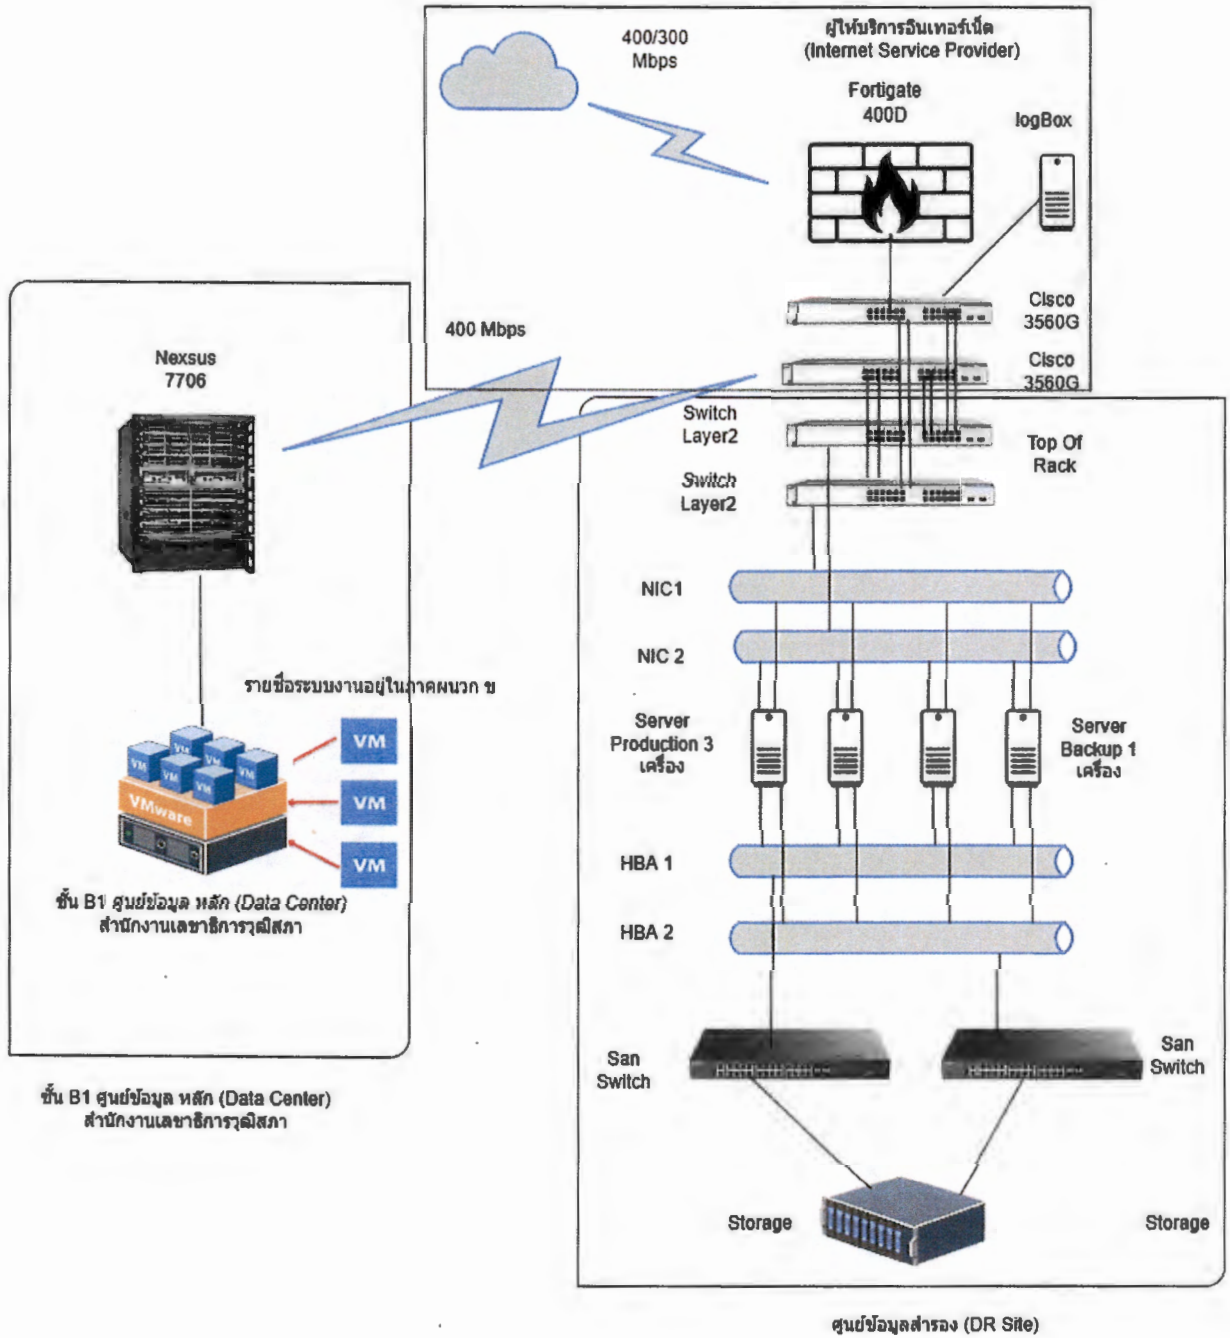 ผู้ให้บริการอินเทอร์เน็ต
(Internet Service Provider)
400/300
Mbps
Fortigate
400D
logBox
Cisco
3560G
Cisco
3560G
400 Mbps
Nexsus
7706
Switch
Layer2
Switch
Layer2
Top Of
Rack
NIC1
NIC 2
รายชื่อระบบงานอยู่ในภาคผนวก ข
VM
VM
VM
VM
VM
VM
VM
VM
VMware
ชั้น B1 ศูนย์ข้อมูล หลัก (Data Center)
สำนักงานเลขาธิการวุฒิสภา
Server
Production 3
เครื่อง
Server
Backup 1
เครื่อง
HBA 1
HBA 2
San
Switch
San
Switch
ชั้น B1 ศูนย์ข้อมูล หลัก (Data Center)
สำนักงานเลขาธิการวุฒิสภา
Storage
Storage
ศูนย์ข้อมูลสำรอง (DR Site)